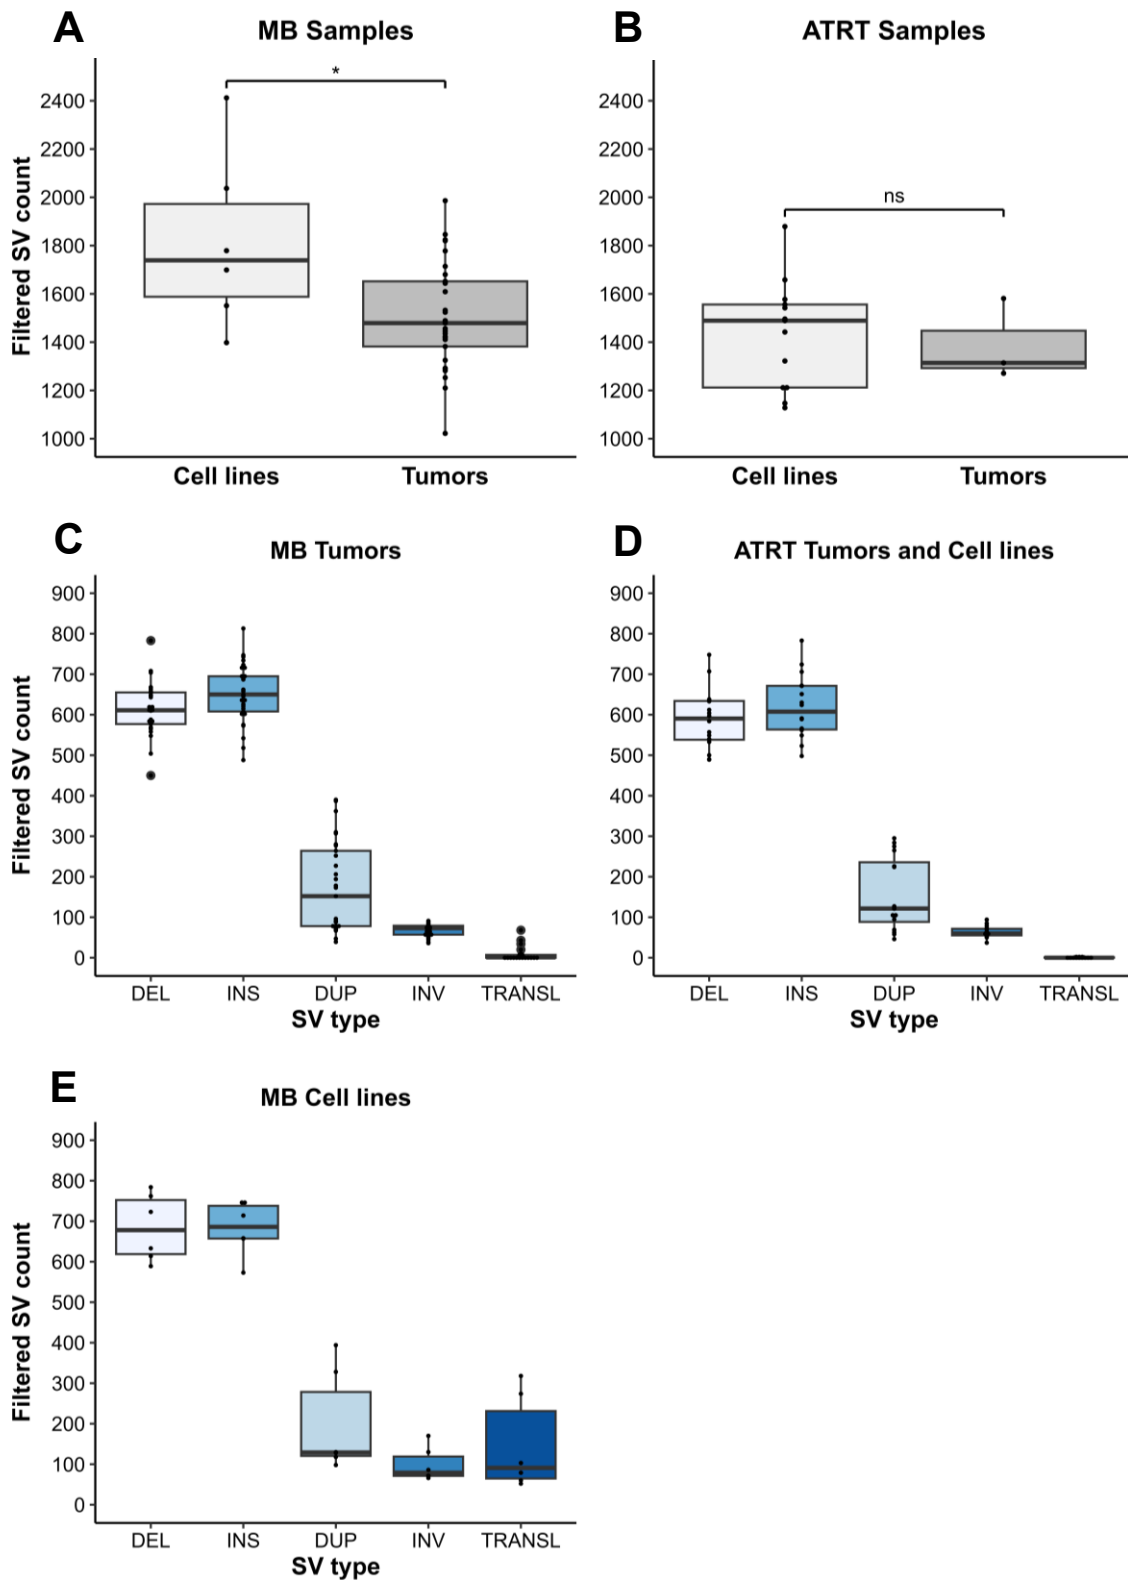 A
MB Samples
*
2400
2200
2000
1800
1600
1400
1200
1000
Filtered SV count
Cell lines
Tumors
B
ATRT Samples
ns
2400
2200
2000
1800
1600
1400
1200
1000
Cell lines
Tumors
C
MB Tumors
900
800
700
600
500
400
300
200
100
0
Filtered SV count
DEL
INS
DUP
INV
TRANSL
SV type
D
ATRT Tumors and Cell lines
900
800
700
600
500
400
300
200
100
0
DEL
INS
DUP
INV
TRANSL
SV type
E
MB Cell lines
900
800
700
600
500
400
300
200
100
0
Filtered SV count
DEL
INS
DUP
INV
TRANSL
SV type